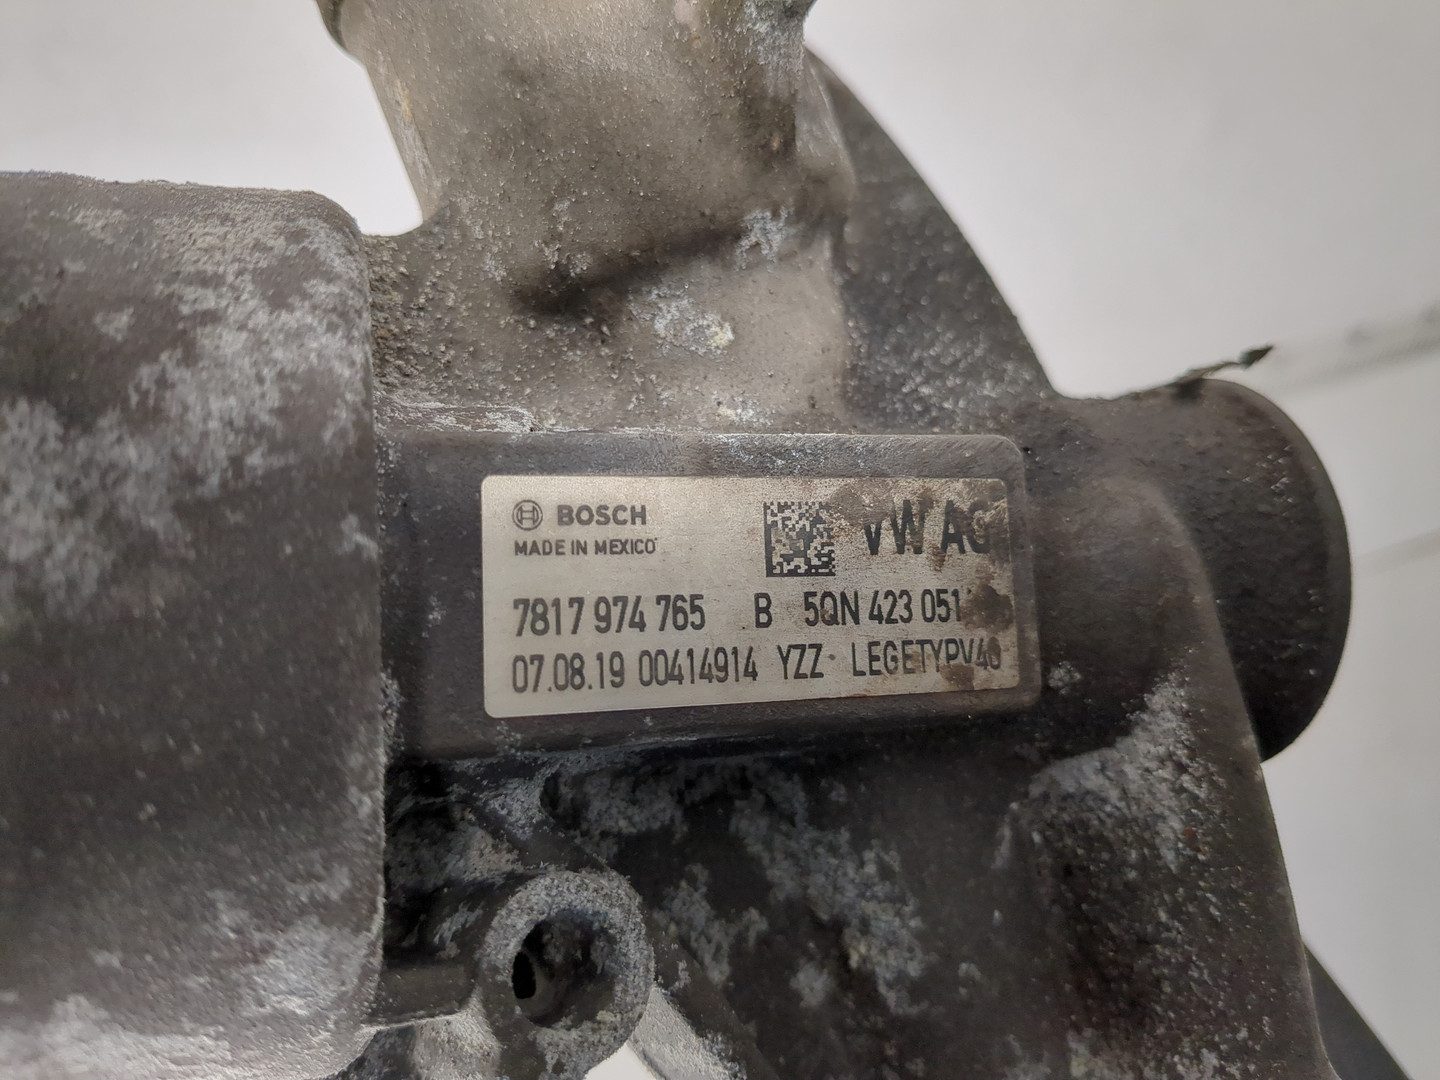 BOSCH VW AG
MADE IN MEXICO
7817 974 765 B 5QN 423 051
07.08.19 00414914 YZZ LEGETYPV40